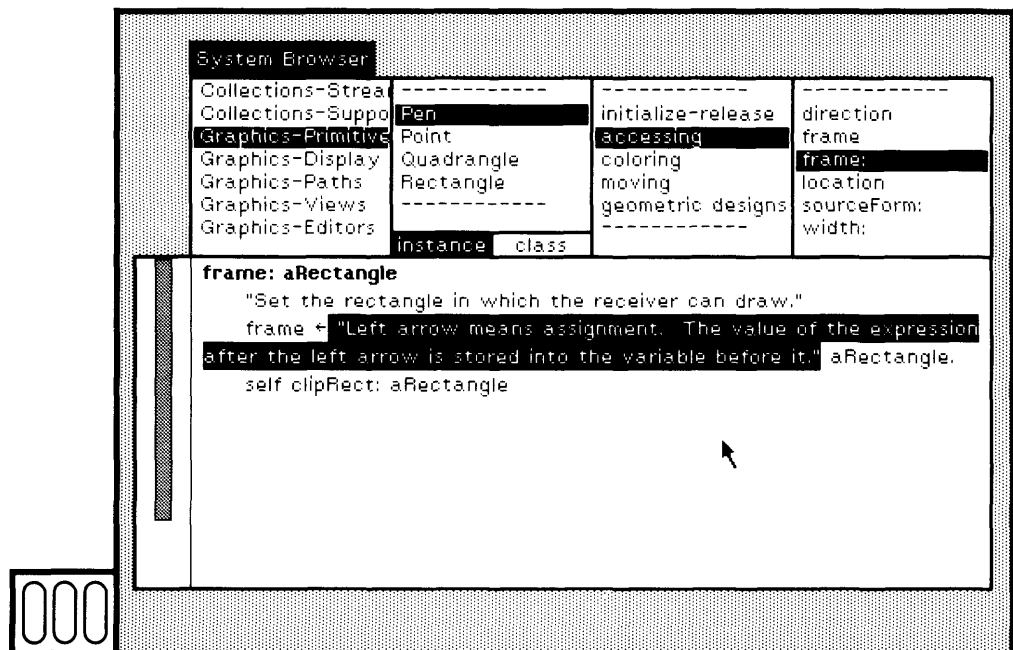 System Browser
Collections-Strea
Collections-Suppo
Graphics-Primitive
Graphics-Display
Graphics-Paths
Graphics-Views
Graphics-Editors
------------
Pen
Point
Quadrangle
Rectangle
------------
instance class
------------
initialize-release
accessing
coloring
moving
geometric designs
------------
------------
direction
frame
frame:
location
sourceForm:
width:
frame: aRectangle
"Set the rectangle in which the receiver can draw."
frame ← "Left arrow means assignment. The value of the expression
after the left arrow is stored into the variable before it." aRectangle.
self clipRect: aRectangle